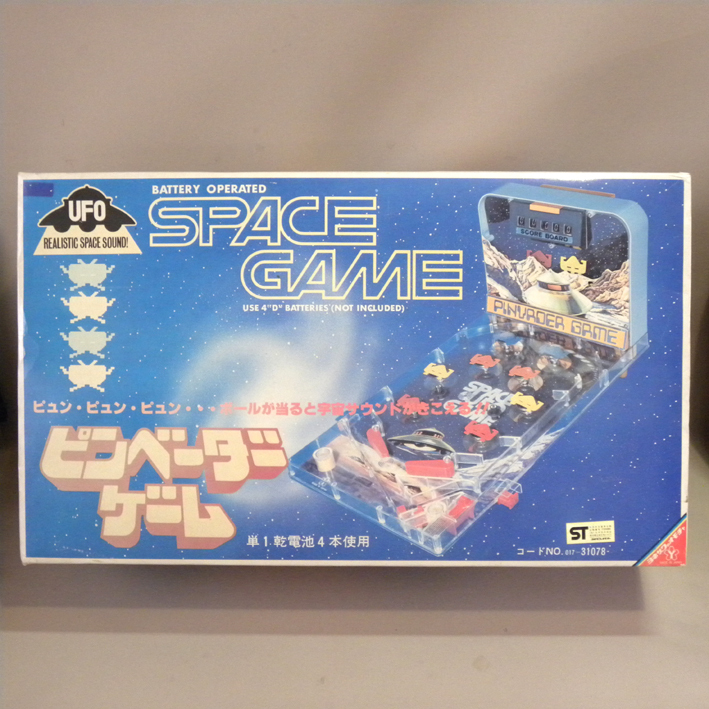 UFO
REALISTIC SPACE SOUND!
BATTERY OPERATED
SPACE
GAME
USE 4 "D" BATTERIES (NOT INCLUDED)
SCORE BOARD
PINVADER GAME
SPACE
ピュン・ピュン・ピュン・・・ボールが当ると宇宙サウンドがきこえる!!
ピンベーダー
ゲーム
単1乾電池4本使用
ST
コードNO. 017-31078-